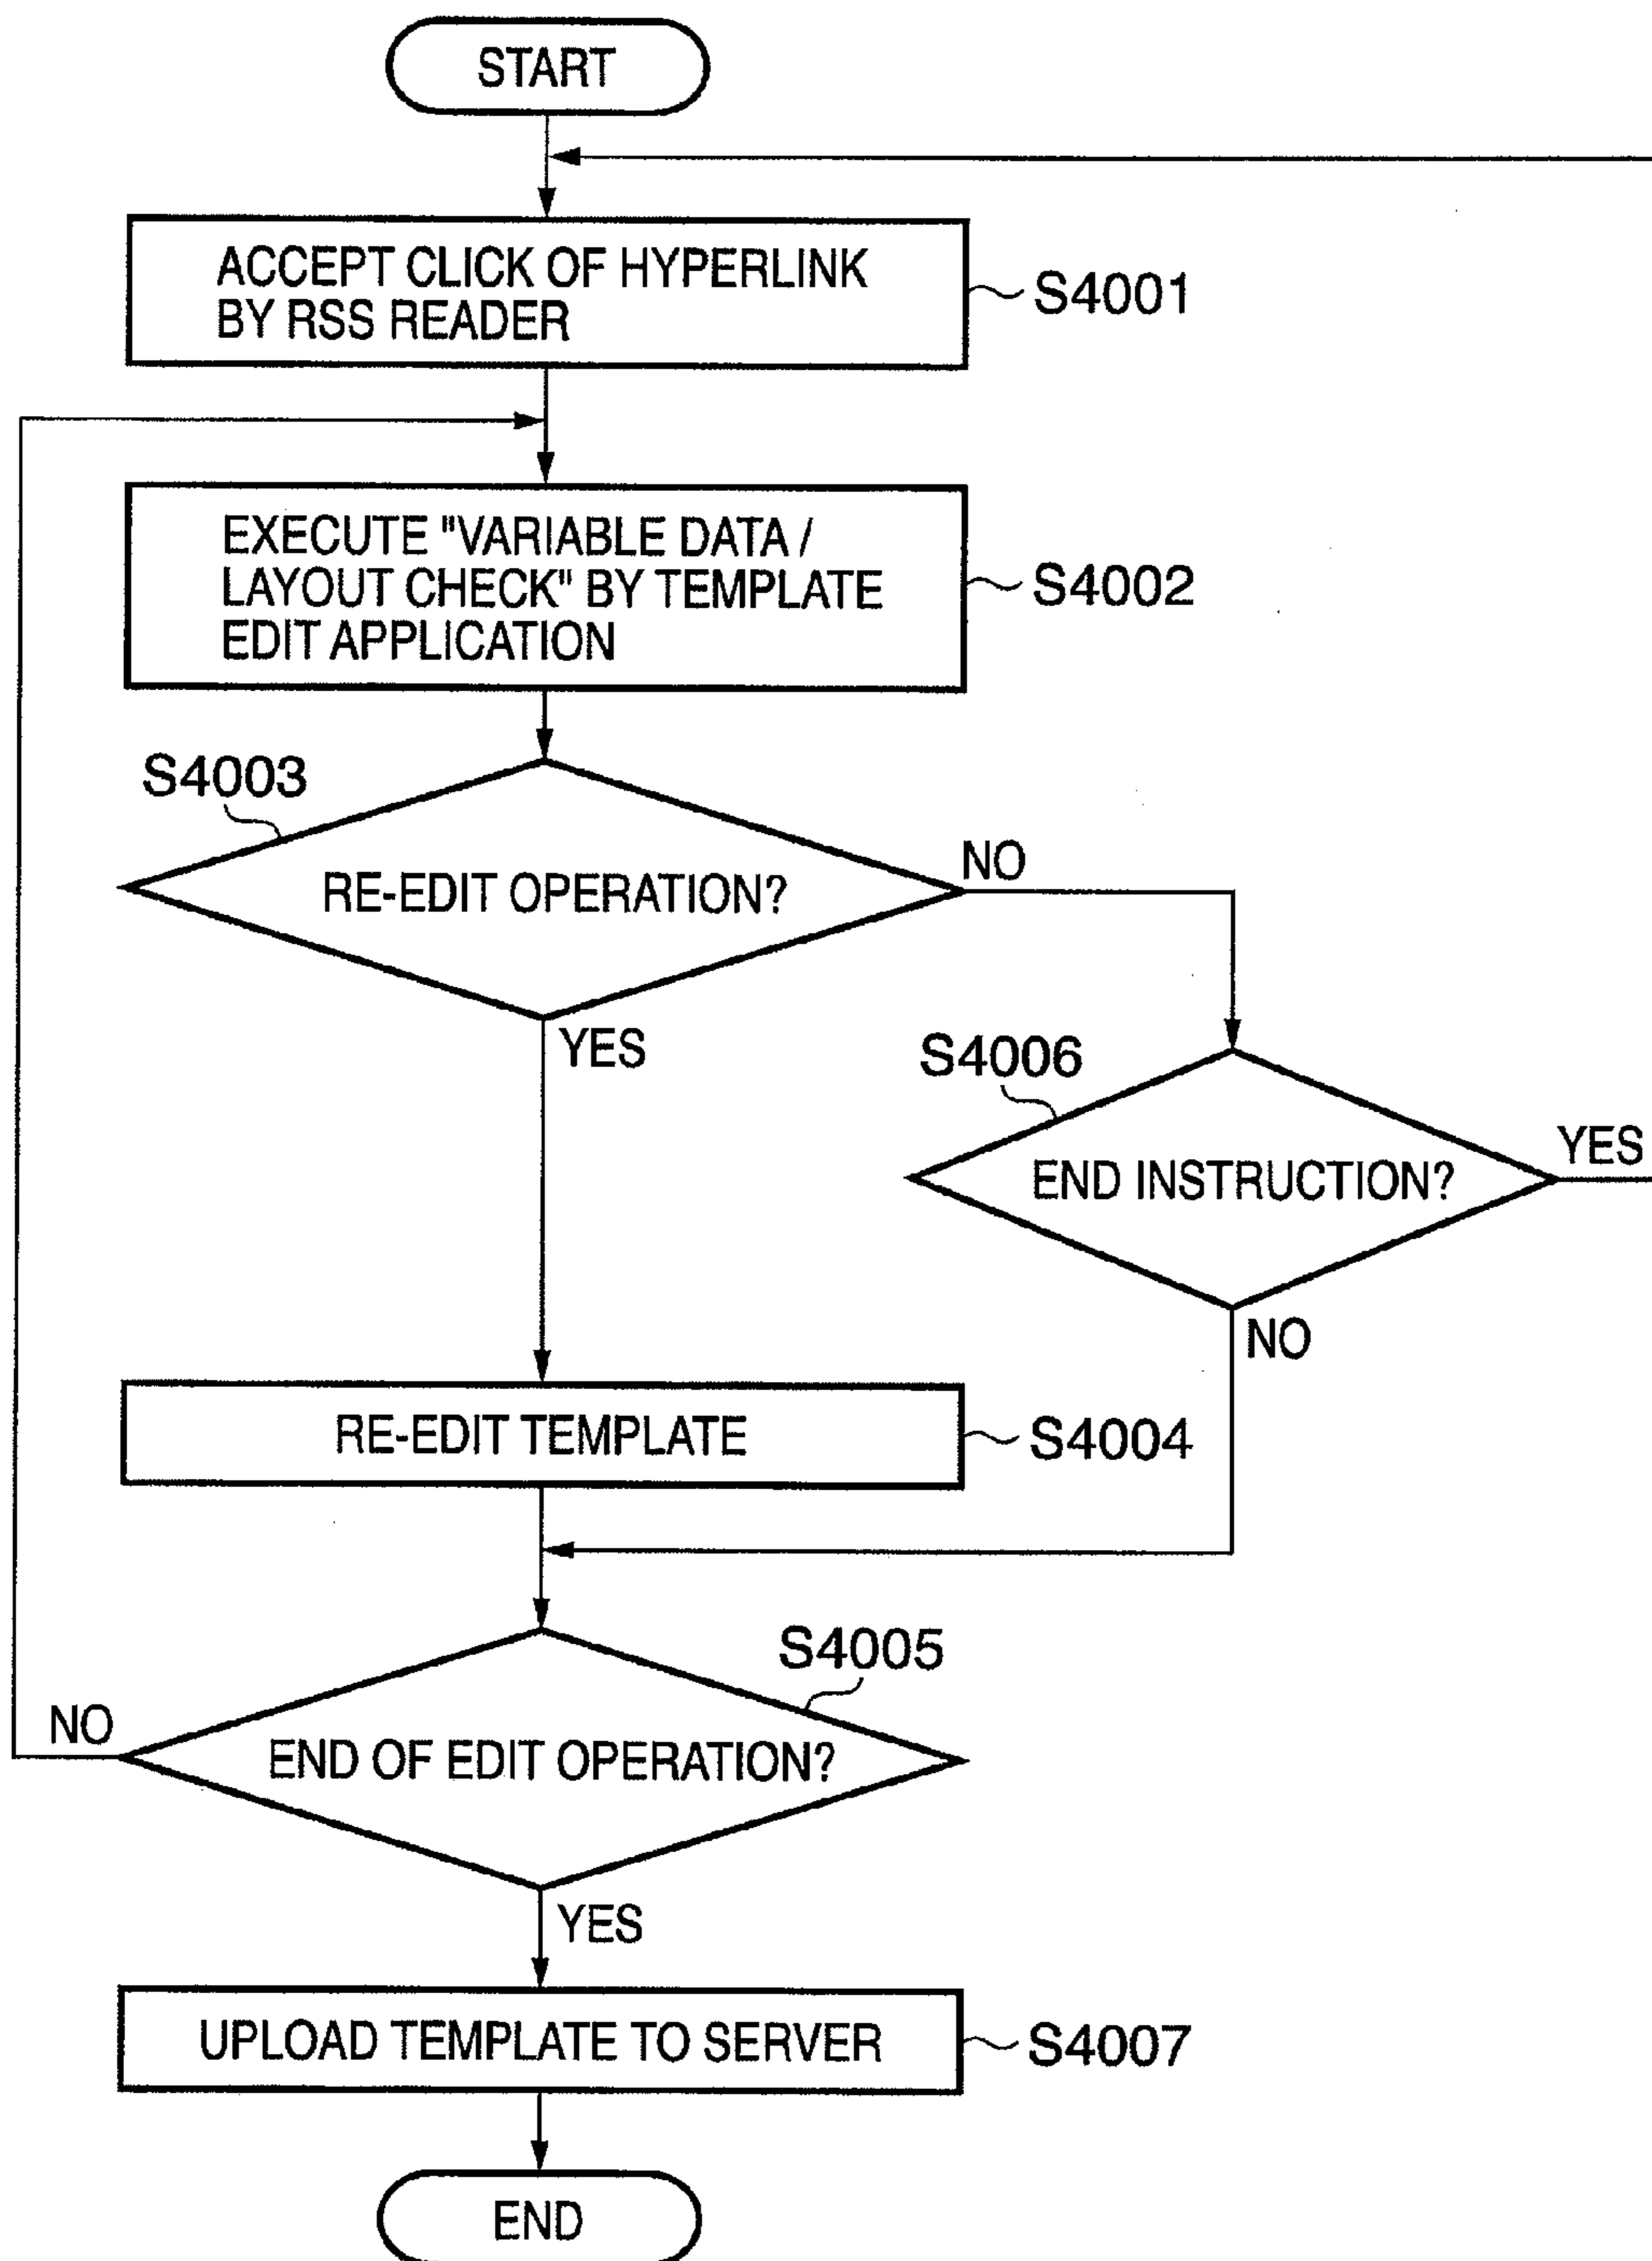 START
ACCEPT CLICK OF HYPERLINK
BY RSS READER
S4001
EXECUTE "VARIABLE DATA /
LAYOUT CHECK" BY TEMPLATE
EDIT APPLICATION
S4002
S4003
RE-EDIT OPERATION?
NO
YES
S4006
END INSTRUCTION?
YES
NO
RE-EDIT TEMPLATE
S4004
S4005
END OF EDIT OPERATION?
NO
YES
UPLOAD TEMPLATE TO SERVER
S4007
END